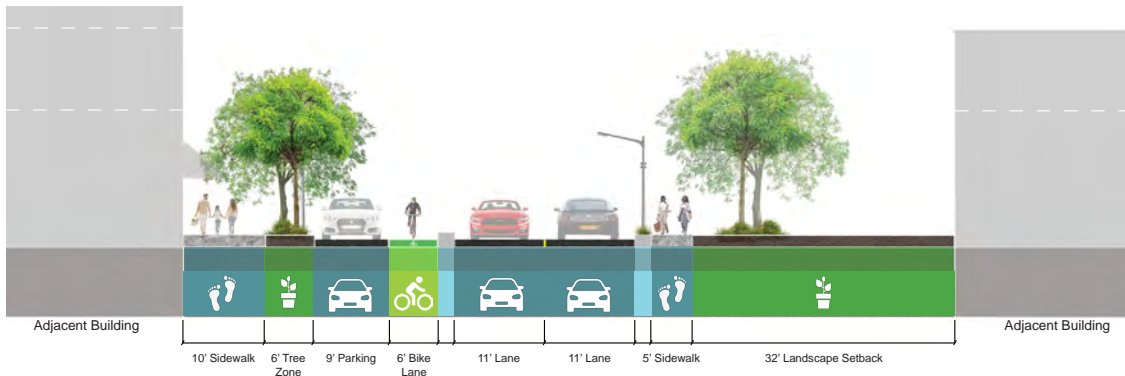 Adjacent Building
Adjacent Building
10’ Sidewalk
6’ Tree
Zone
9’ Parking
6’ Bike
Lane
11’ Lane
11’ Lane
5’ Sidewalk
32’ Landscape Setback